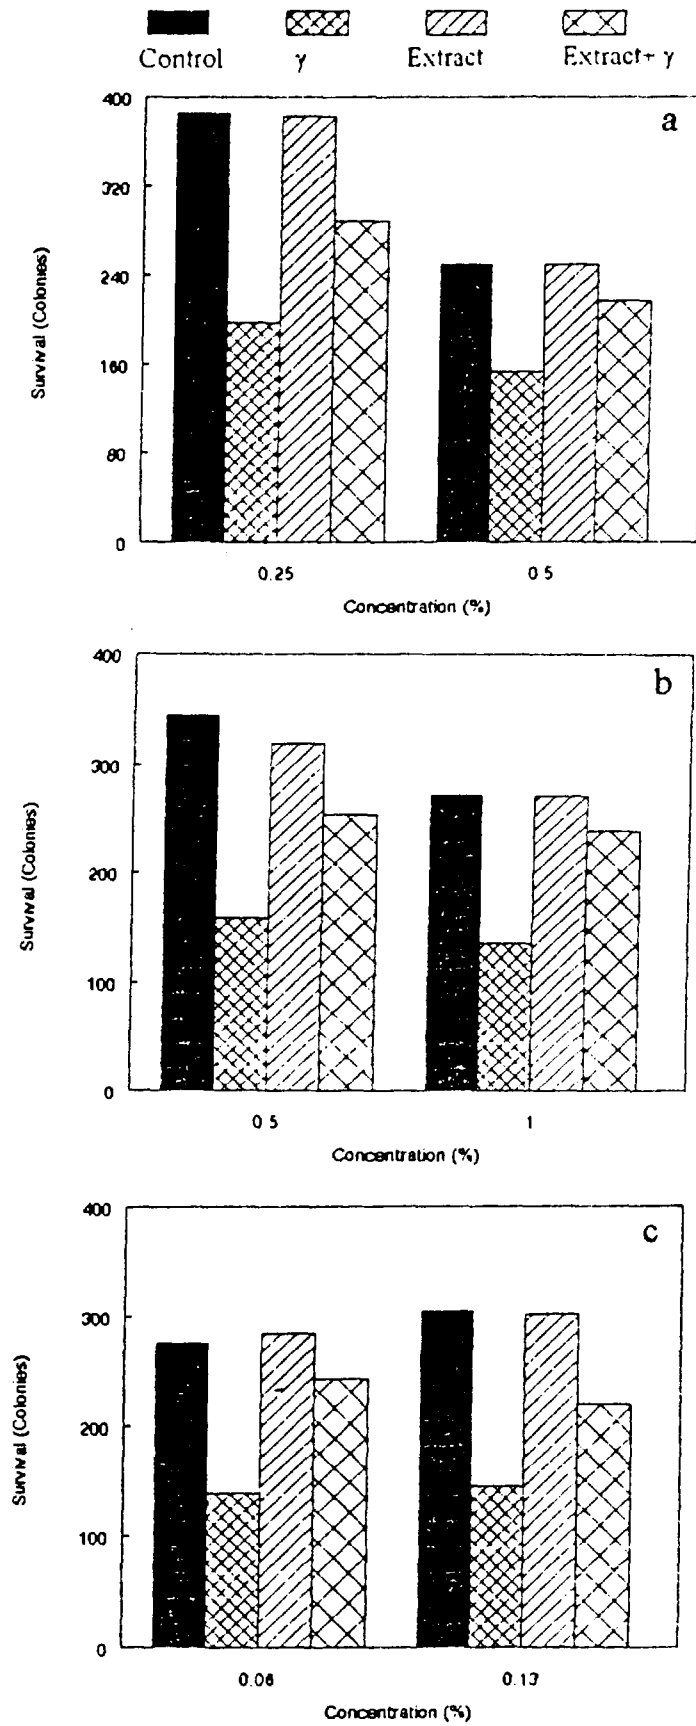 Control γ Extract Extract+ γ
a
400
320
240
160
80
0
Survival (Colonies)
0.25 0.5
Concentration (%)
b
400
300
200
100
0
Survival (Colonies)
0.5 1
Concentration (%)
c
400
300
200
100
0
Survival (Colonies)
0.06 0.13
Concentration (%)